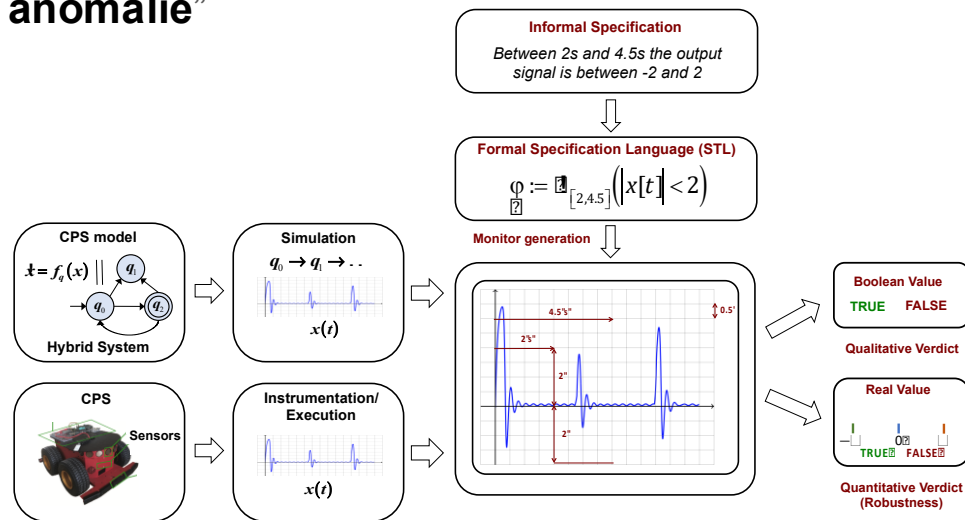 anomalie”
Informal Specification
Between 2s and 4.5s the output
signal is between -2 and 2
Formal Specification Language (STL)
φ := [2,4.5] (|x[t]| < 2)
Monitor generation
CPS model
ẋ = f_q(x) ||
q₁
q₀
q₂
Hybrid System
Simulation
q₀ → q₁ → ..
x(t)
CPS
Sensors
Instrumentation/
Execution
x(t)
4.5"s"
0.5'
2"s"
2"
2"
Boolean Value
TRUE FALSE
Qualitative Verdict
Real Value
0
TRUE FALSE
Quantitative Verdict
(Robustness)